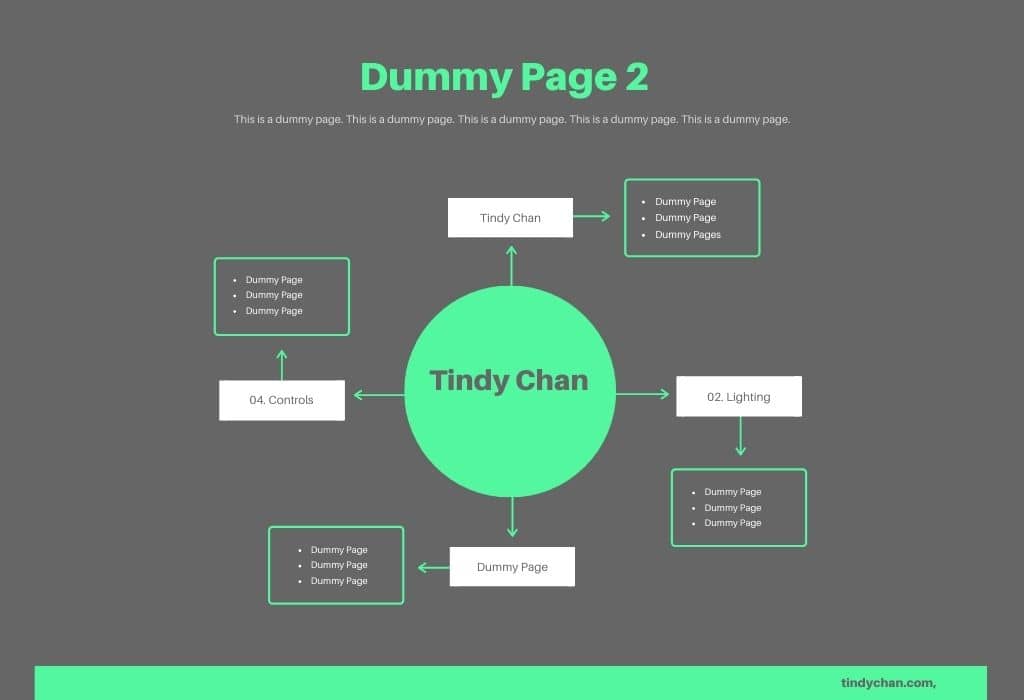 Dummy Page 2
This is a dummy page. This is a dummy page. This is a dummy page. This is a dummy page. This is a dummy page.
Tindy Chan
• Dummy Page
• Dummy Page
• Dummy Pages
• Dummy Page
• Dummy Page
• Dummy Page
Tindy Chan
04. Controls
02. Lighting
• Dummy Page
• Dummy Page
• Dummy Page
• Dummy Page
• Dummy Page
• Dummy Page
Dummy Page
tindychan.com,